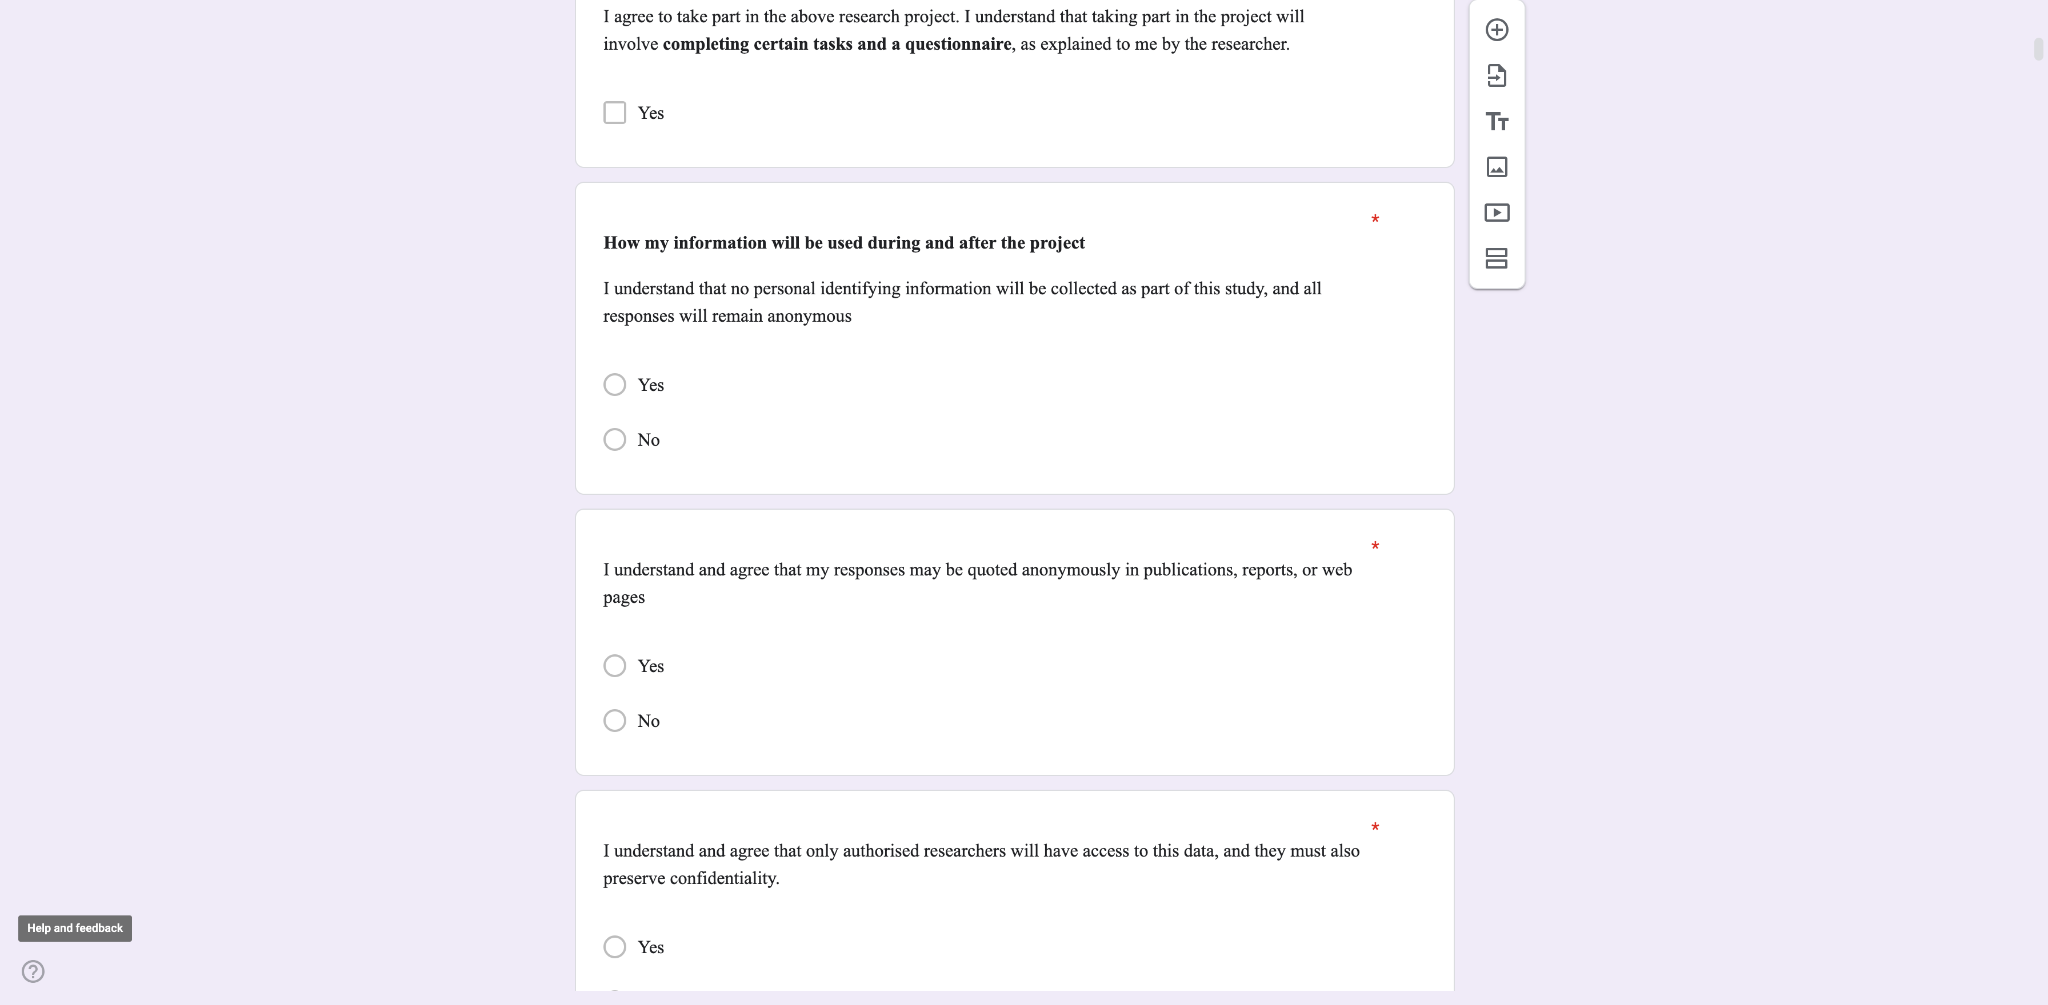 I agree to take part in the above research project. I understand that taking part in the project will
involve completing certain tasks and a questionnaire, as explained to me by the researcher.
Yes
*
How my information will be used during and after the project
I understand that no personal identifying information will be collected as part of this study, and all
responses will remain anonymous
Yes
No
*
I understand and agree that my responses may be quoted anonymously in publications, reports, or web
pages
Yes
No
*
I understand and agree that only authorised researchers will have access to this data, and they must also
preserve confidentiality.
Yes
Help and feedback